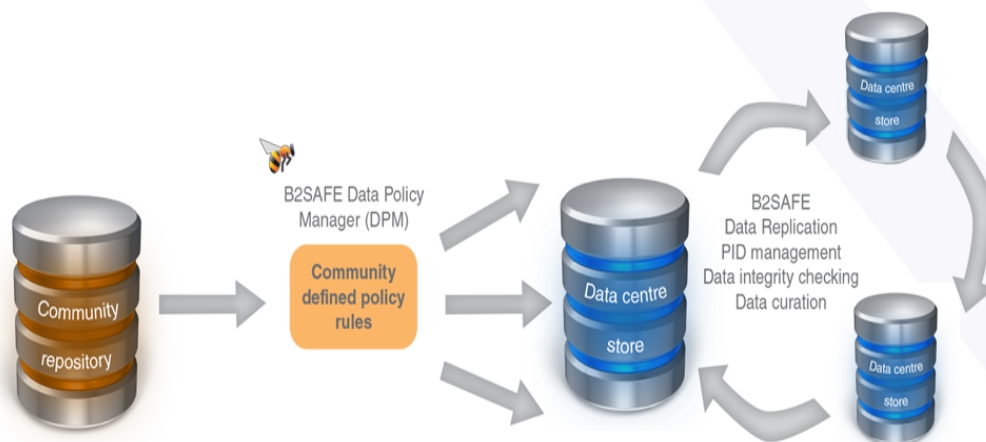 Community
repository
B2SAFE Data Policy
Manager (DPM)
Community
defined policy
rules
Data centre
store
B2SAFE
Data Replication
PID management
Data integrity checking
Data curation
Data centre
store
Data centre
store